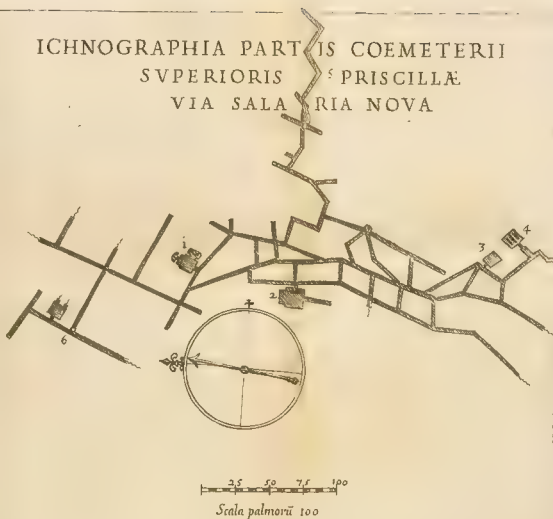 ICHNOGRAPHIA PARTIS COEMETERII
SVPERIORIS S PRISCILLÆ
VIA SALARIA NOVA
1
4
3
2
6
25 50 75 100
Scala palmorū 100